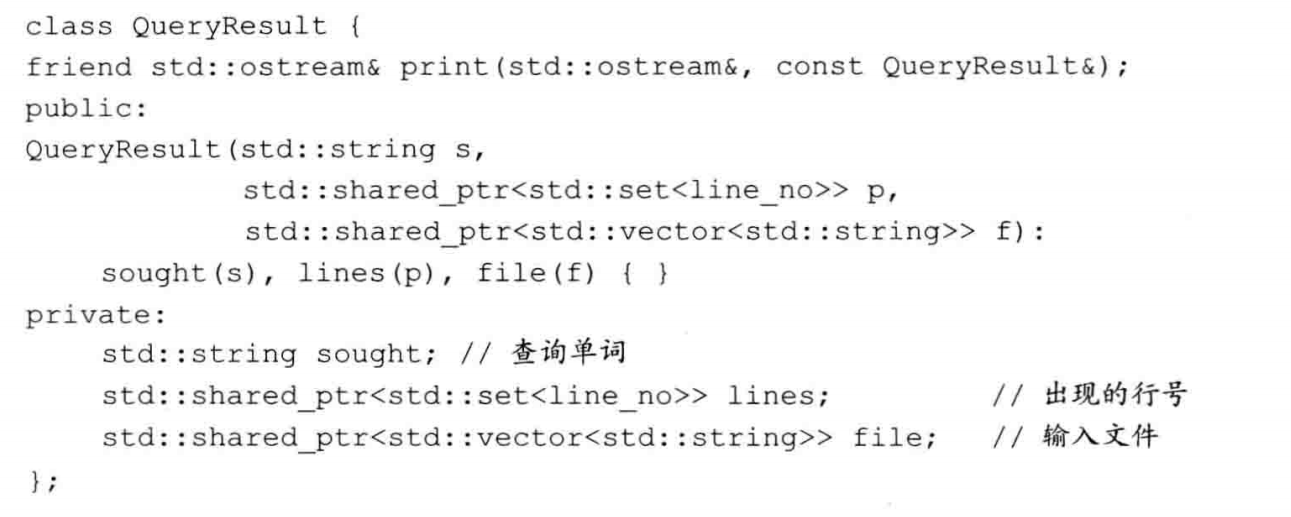 class QueryResult {
friend std::ostream& print(std::ostream&, const QueryResult&);
public:
QueryResult(std::string s,
            std::shared_ptr<std::set<line_no>> p,
            std::shared_ptr<std::vector<std::string>> f):
    sought(s), lines(p), file(f) { }
private:
    std::string sought; // 查询单词
    std::shared_ptr<std::set<line_no>> lines;        // 出现的行号
    std::shared_ptr<std::vector<std::string>> file;  // 输入文件
};